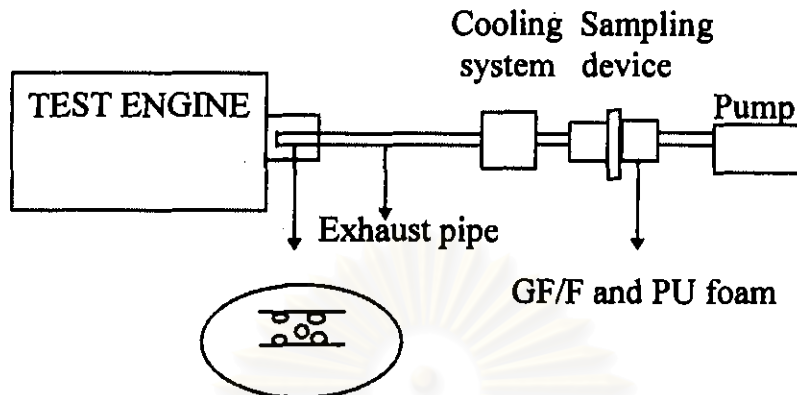 Cooling Sampling
system device
TEST ENGINE
Pump
Exhaust pipe
GF/F and PU foam